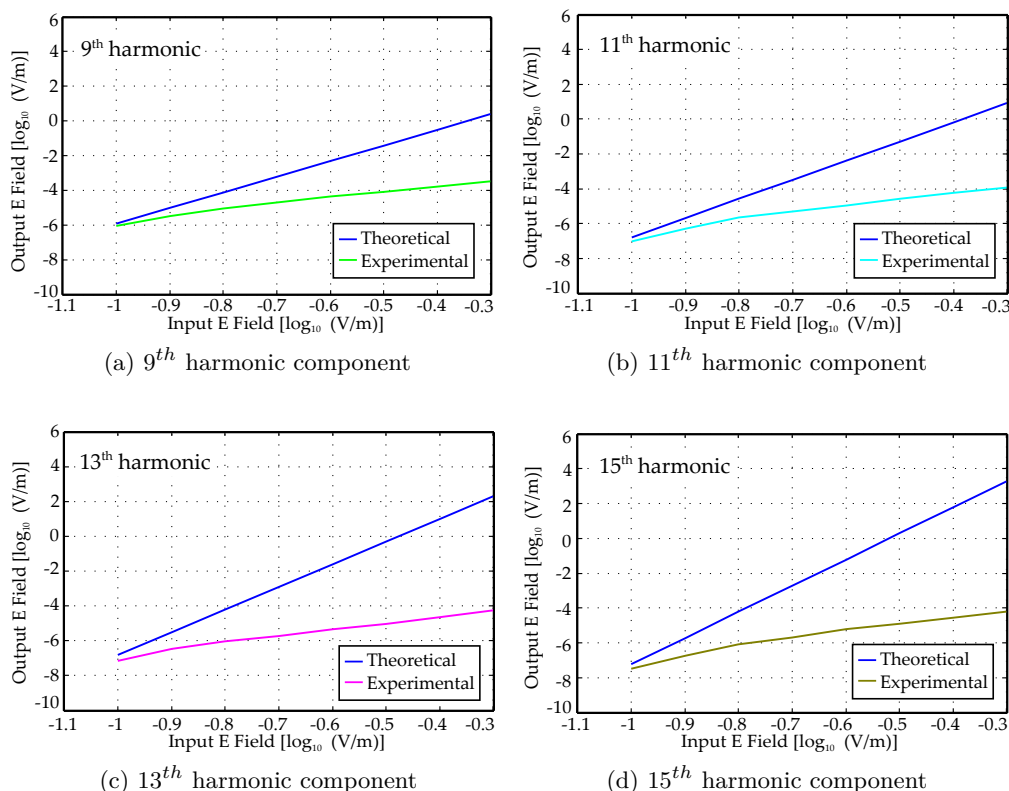 6
4
2
0
-2
-4
-6
-8
-10
Output E Field [log₁₀ (V/m)]
9th harmonic
Theoretical
Experimental
-1.1 -1 -0.9 -0.8 -0.7 -0.6 -0.5 -0.4 -0.3
Input E Field [log₁₀ (V/m)]
(a) 9th harmonic component
6
4
2
0
-2
-4
-6
-8
-10
Output E Field [log₁₀ (V/m)]
11th harmonic
Theoretical
Experimental
-1.1 -1 -0.9 -0.8 -0.7 -0.6 -0.5 -0.4 -0.3
Input E Field [log₁₀ (V/m)]
(b) 11th harmonic component
6
4
2
0
-2
-4
-6
-8
-10
Output E Field [log₁₀ (V/m)]
13th harmonic
Theoretical
Experimental
-1.1 -1 -0.9 -0.8 -0.7 -0.6 -0.5 -0.4 -0.3
Input E Field [log₁₀ (V/m)]
(c) 13th harmonic component
6
4
2
0
-2
-4
-6
-8
-10
Output E Field [log₁₀ (V/m)]
15th harmonic
Theoretical
Experimental
-1.1 -1 -0.9 -0.8 -0.7 -0.6 -0.5 -0.4 -0.3
Input E Field [log₁₀ (V/m)]
(d) 15th harmonic component